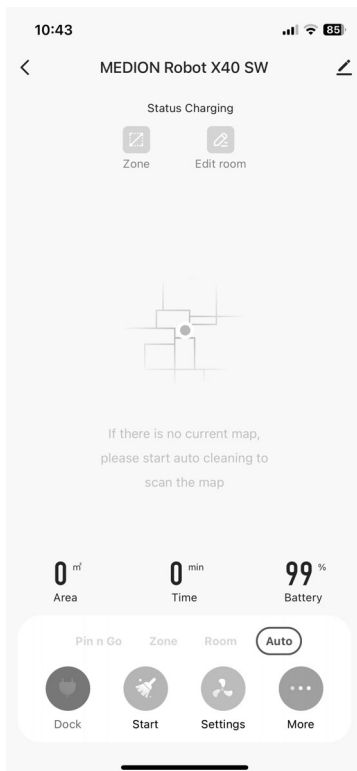 10:43
85
MEDION Robot X40 SW
Status Charging
Zone
Edit room
If there is no current map,
please start auto cleaning to
scan the map
0 ㎡
0 min
99 %
Area
Time
Battery
Pin n Go
Zone
Room
Auto
Dock
Start
Settings
More